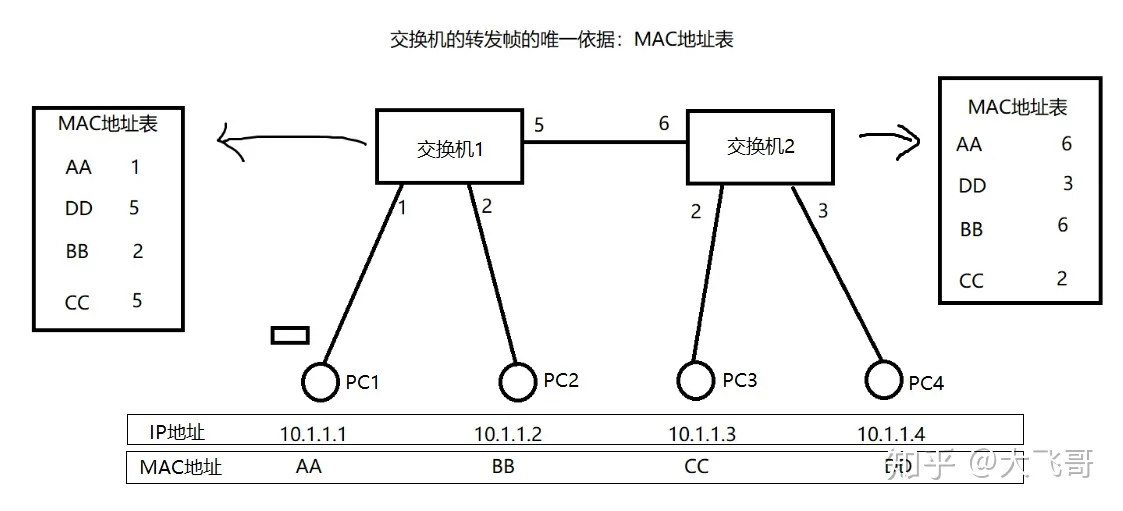 交换机的转发帧的唯一依据：MAC地址表
MAC地址表
AA 1
DD 5
BB 2
CC 5
交换机1
5
6
交换机2
1
2
2
3
MAC地址表
AA 6
DD 3
BB 6
CC 2
PC1
PC2
PC3
PC4
IP地址 10.1.1.1 10.1.1.2 10.1.1.3 10.1.1.4
MAC地址 AA BB CC DD
知乎 @大飞哥